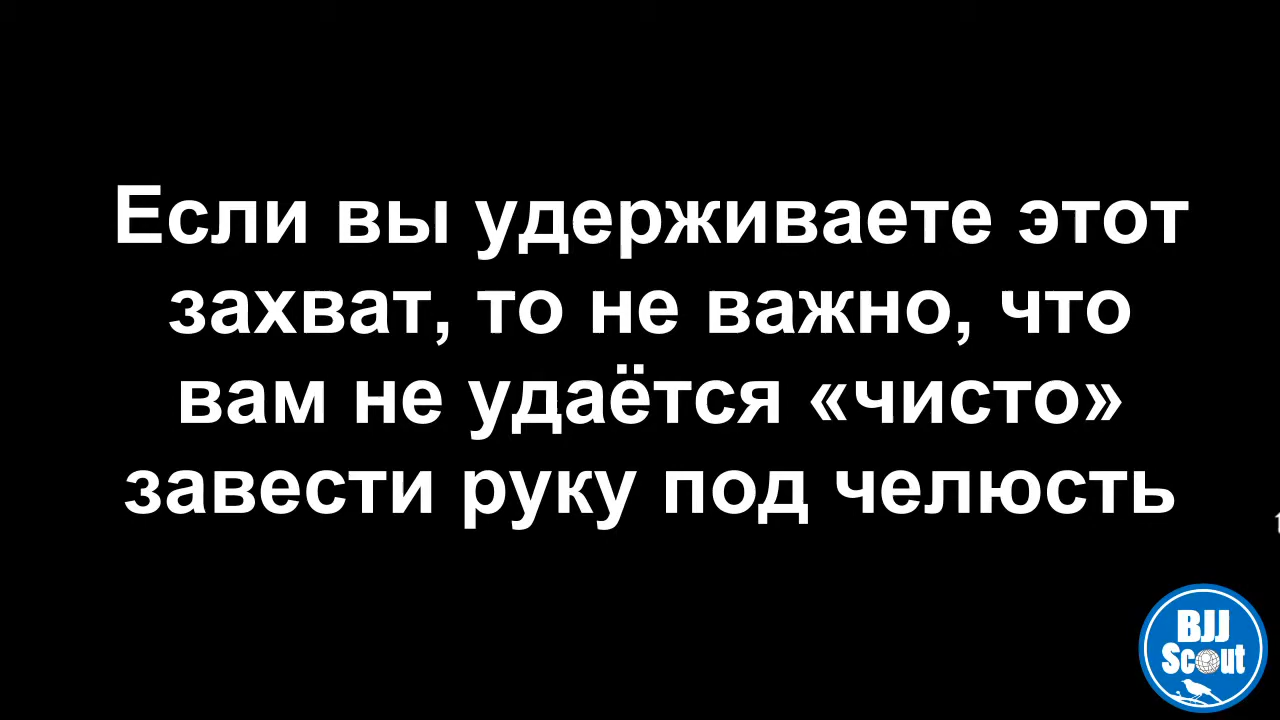 Если вы удерживаете этот
захват, то не важно, что
вам не удаётся «чисто»
завести руку под челюсть
BJJ
Scout